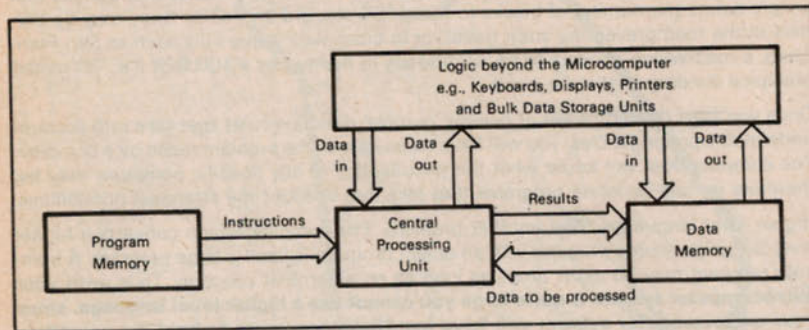 Logic beyond the Microcomputer
e.g., Keyboards, Displays, Printers
and Bulk Data Storage Units
Data
in
Data
out
Data
in
Data
out
Program
Memory
Instructions
Central
Processing
Unit
Results
Data
Memory
Data to be processed